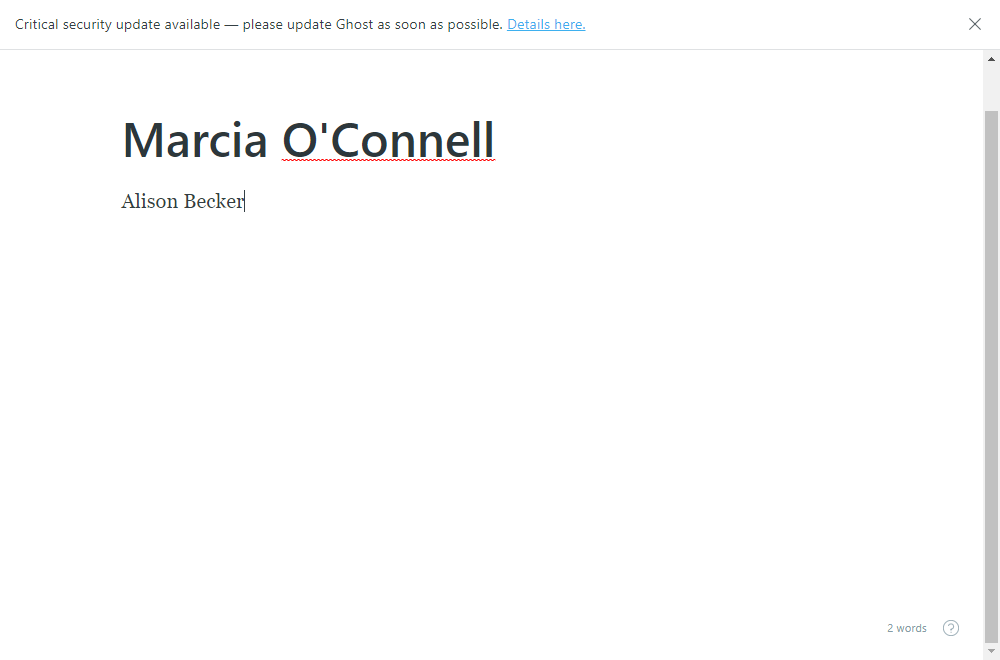 Critical security update available — please update Ghost as soon as possible. Details here.
Marcia O'Connell
Alison Becker
2 words
?